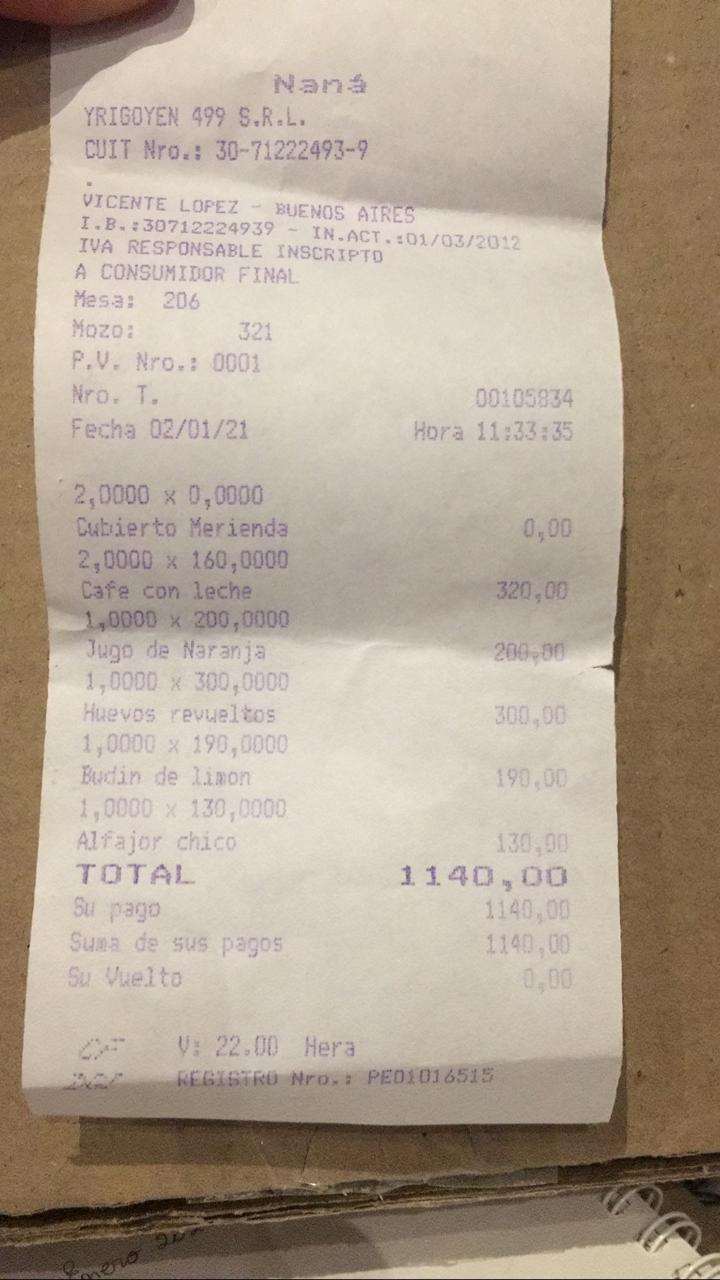 Naná
YRIGOYEN 499 S.R.L.
CUIT Nro.: 30-71222493-9
.
VICENTE LOPEZ - BUENOS AIRES
I.B.:30712224939 - IN.ACT.:01/03/2012
IVA RESPONSABLE INSCRIPTO
A CONSUMIDOR FINAL
Mesa: 206
Mozo: 321
P.V. Nro.: 0001
Nro. T. 00105834
Fecha 02/01/21 Hora 11:33:35
2,0000 x 0,0000
Cubierto Merienda 0,00
2,0000 x 160,0000
Cafe con leche 320,00
1,0000 x 200,0000
Jugo de Naranja 200,00
1,0000 x 300,0000
Huevos revueltos 300,00
1,0000 x 190,0000
Budin de limon 190,00
1,0000 x 130,0000
Alfajor chico 130,00
TOTAL 1140,00
Su pago 1140,00
Suma de sus pagos 1140,00
Su Vuelto 0,00
CF V: 22.00 Hera
REGISTRO Nro.: PEO1016515
Enero